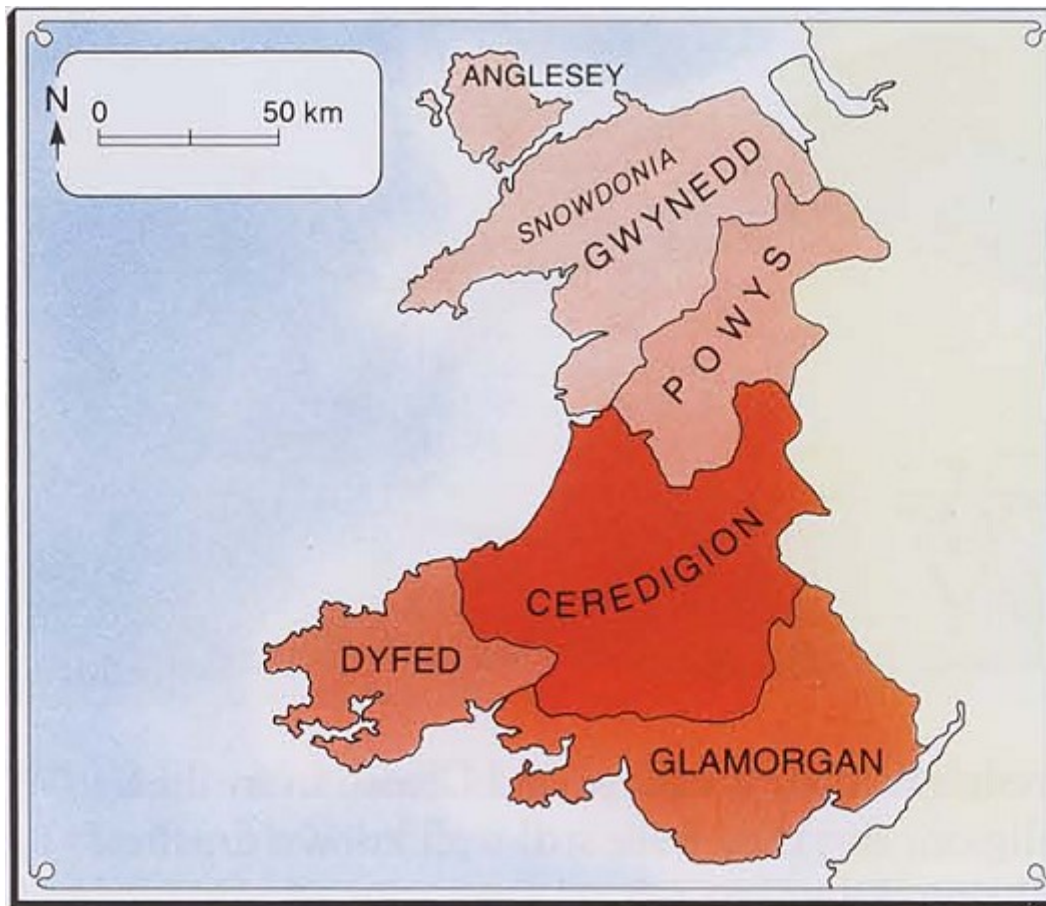 ANGLESEY
N
0 50 km
SNOWDONIA
GWYNEDD
POWYS
CEREDIGION
DYFED
GLAMORGAN